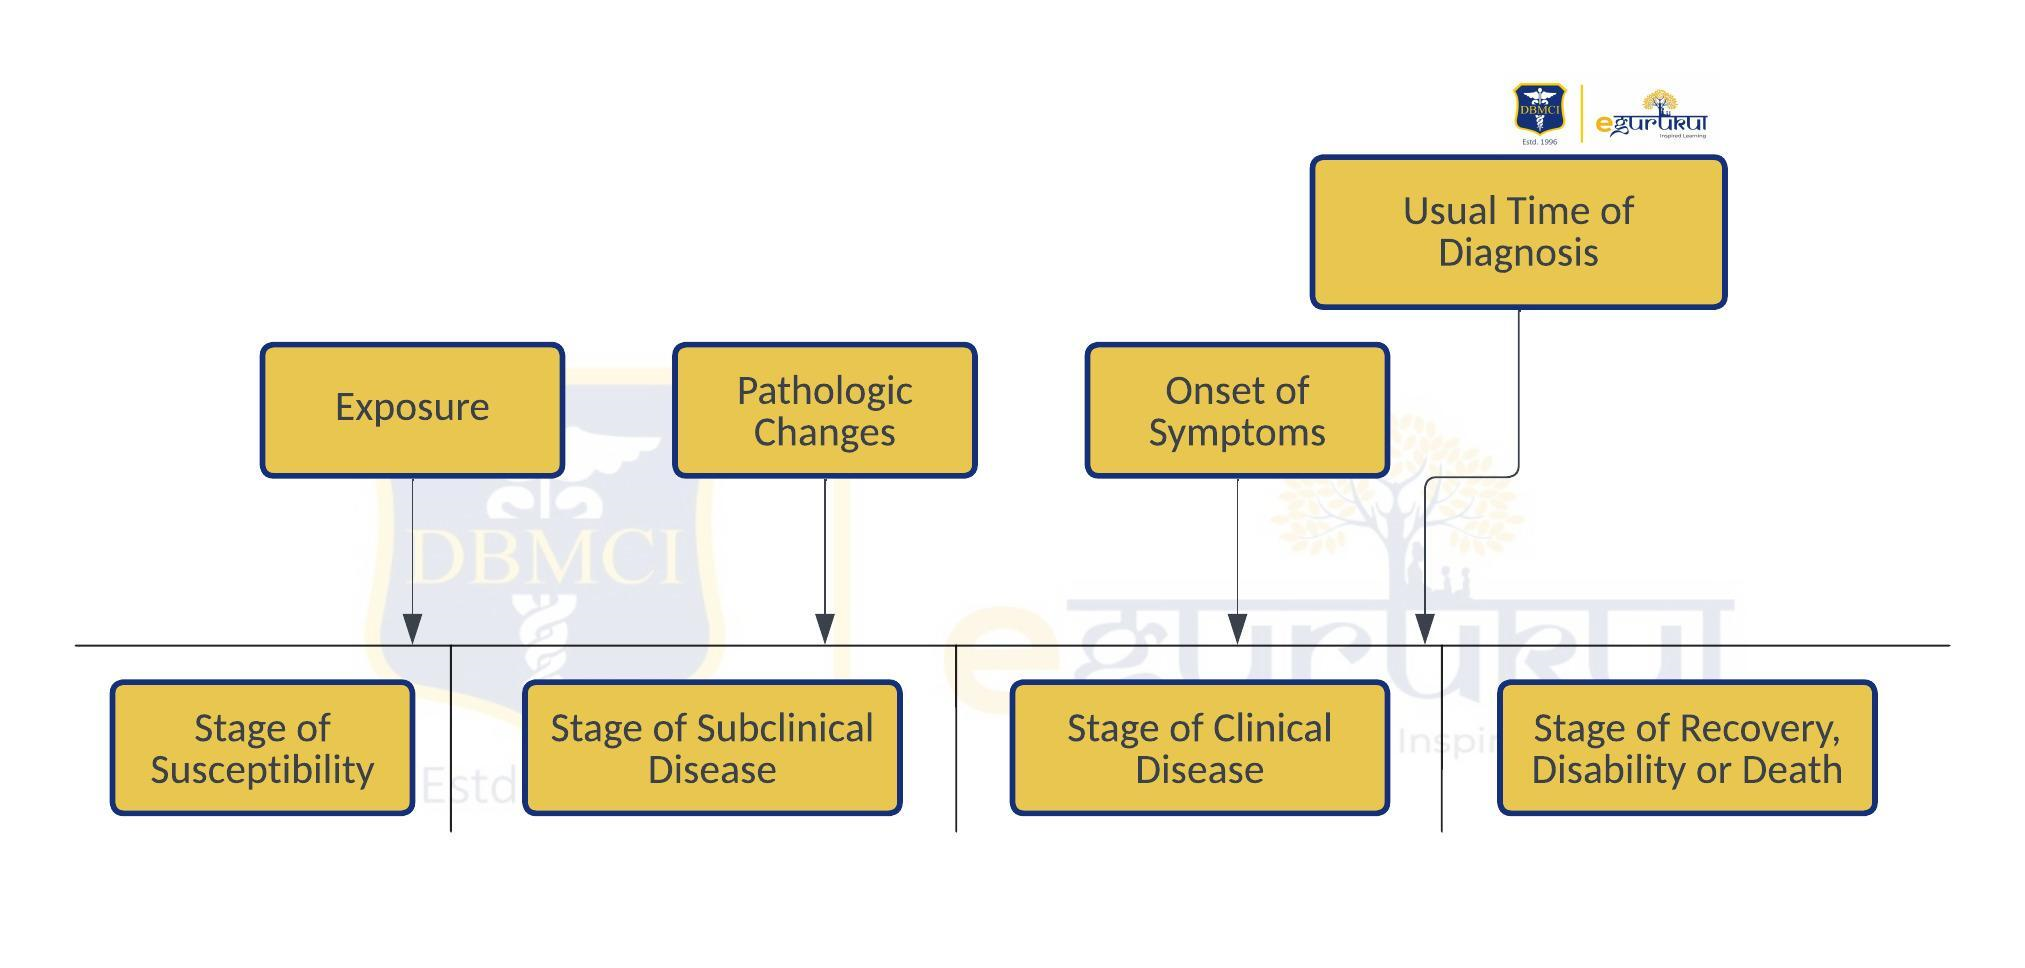 DBMCI
Estd. 1996
egurukul
Inspired Learning
Usual Time of
Diagnosis
Exposure
Pathologic
Changes
Onset of
Symptoms
DBMCI
egurukul
Stage of
Susceptibility
Estd
Stage of Subclinical
Disease
Stage of Clinical
Disease
Inspir
Stage of Recovery,
Disability or Death